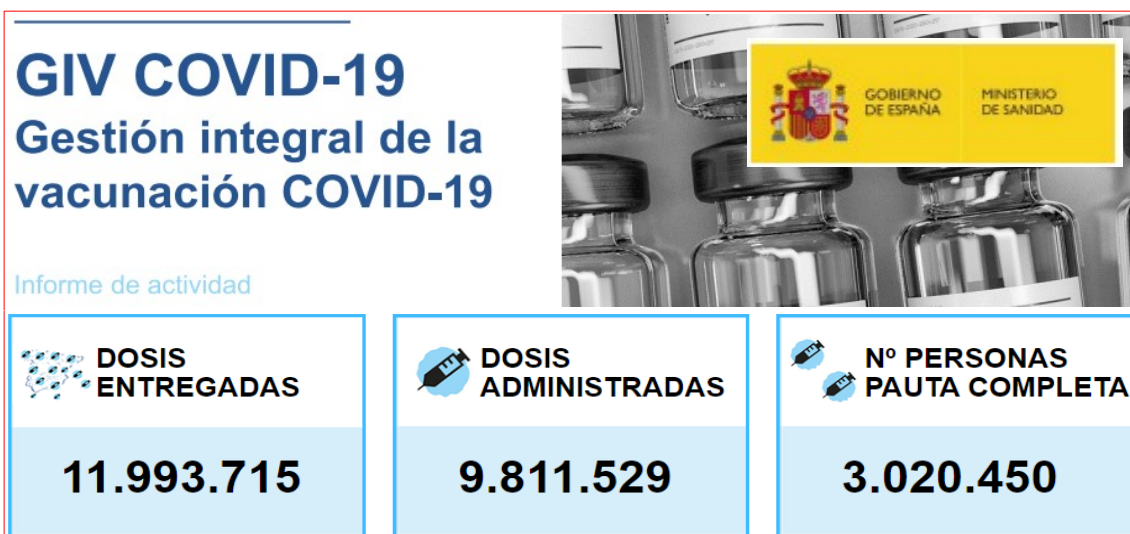 GIV COVID-19
Gestión integral de la
vacunación COVID-19
GOBIERNO
DE ESPAÑA
MINISTERIO
DE SANIDAD
Informe de actividad
DOSIS
ENTREGADAS
11.993.715
DOSIS
ADMINISTRADAS
9.811.529
Nº PERSONAS
PAUTA COMPLETA
3.020.450